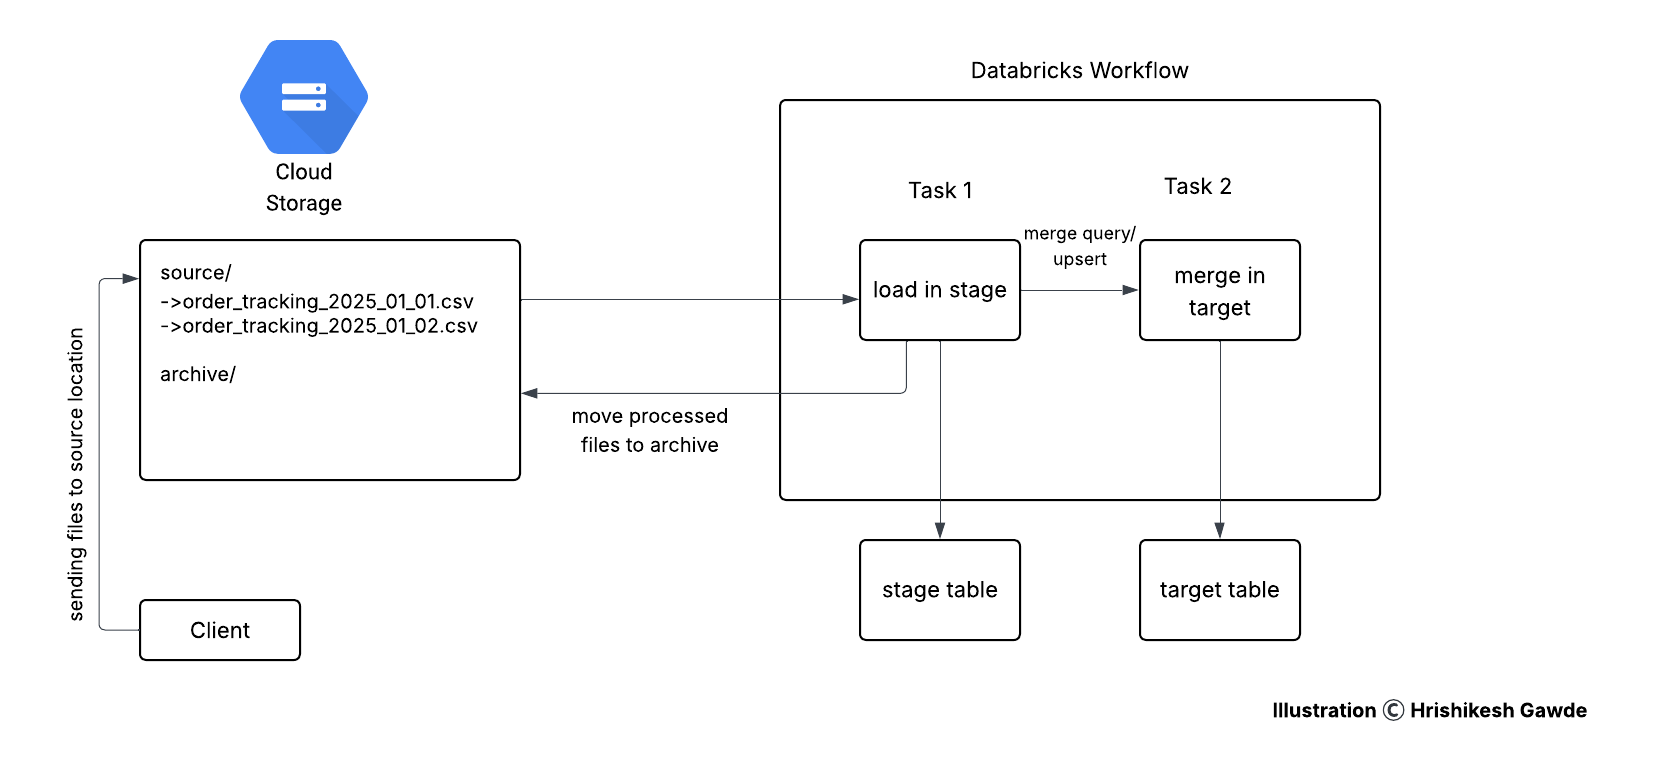 Cloud
Storage
source/
->order_tracking_2025_01_01.csv
->order_tracking_2025_01_02.csv
archive/
sending files to source location
Client
move processed
files to archive
Databricks Workflow
Task 1
Task 2
load in stage
merge query/
upsert
merge in
target
stage table
target table
Illustration © Hrishikesh Gawde